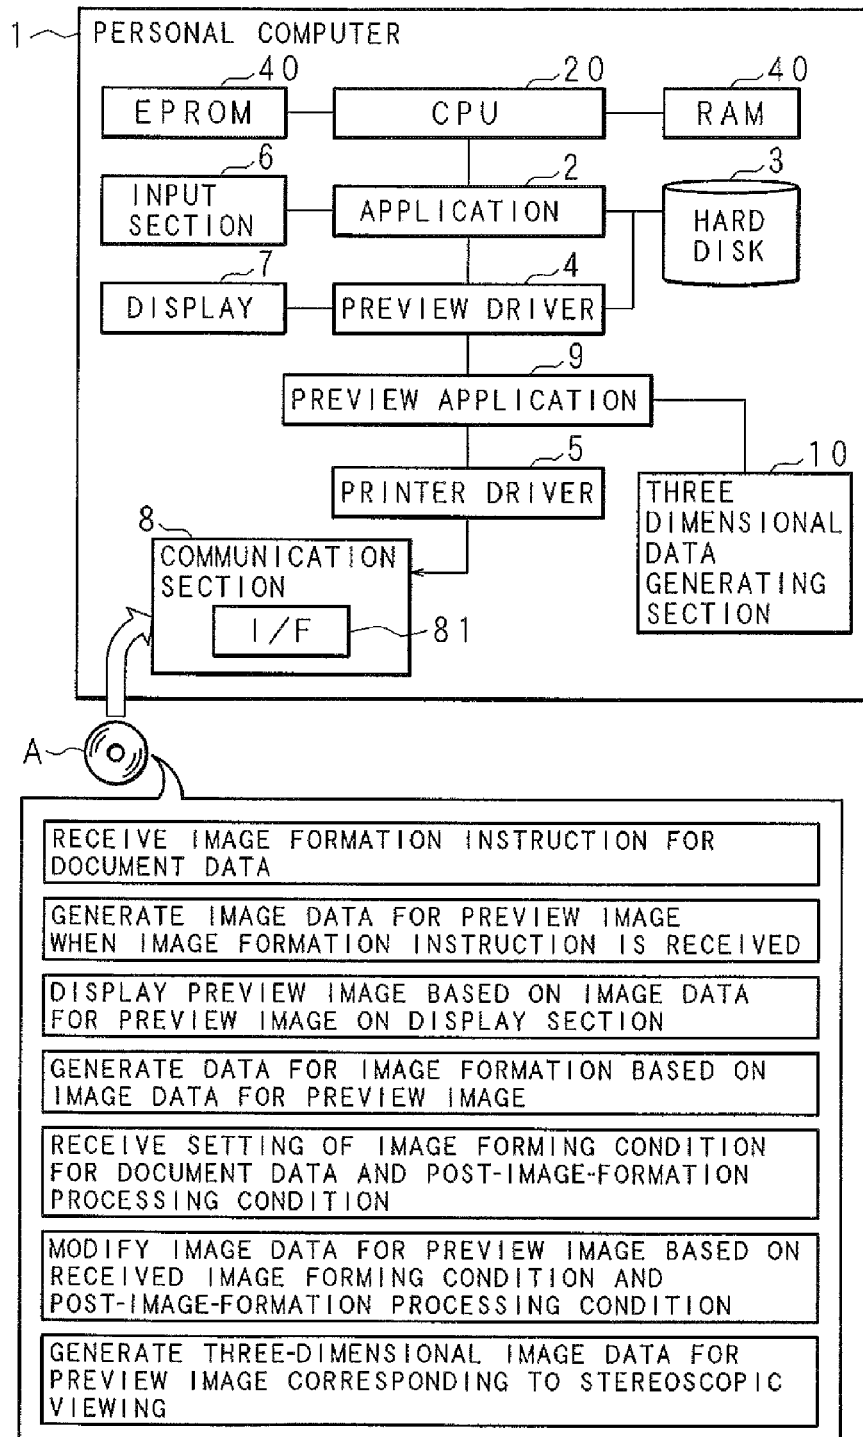 1
PERSONAL COMPUTER
40
20
40
EPROM
CPU
RAM
6
2
3
INPUT
SECTION
APPLICATION
HARD
DISK
7
4
DISPLAY
PREVIEW DRIVER
9
PREVIEW APPLICATION
5
10
PRINTER DRIVER
THREE
DIMENSIONAL
DATA
GENERATING
SECTION
8
COMMUNICATION
SECTION
I/F
81
A
RECEIVE IMAGE FORMATION INSTRUCTION FOR
DOCUMENT DATA
GENERATE IMAGE DATA FOR PREVIEW IMAGE
WHEN IMAGE FORMATION INSTRUCTION IS RECEIVED
DISPLAY PREVIEW IMAGE BASED ON IMAGE DATA
FOR PREVIEW IMAGE ON DISPLAY SECTION
GENERATE DATA FOR IMAGE FORMATION BASED ON
IMAGE DATA FOR PREVIEW IMAGE
RECEIVE SETTING OF IMAGE FORMING CONDITION
FOR DOCUMENT DATA AND POST-IMAGE-FORMATION
PROCESSING CONDITION
MODIFY IMAGE DATA FOR PREVIEW IMAGE BASED ON
RECEIVED IMAGE FORMING CONDITION AND
POST-IMAGE-FORMATION PROCESSING CONDITION
GENERATE THREE-DIMENSIONAL IMAGE DATA FOR
PREVIEW IMAGE CORRESPONDING TO STEREOSCOPIC
VIEWING